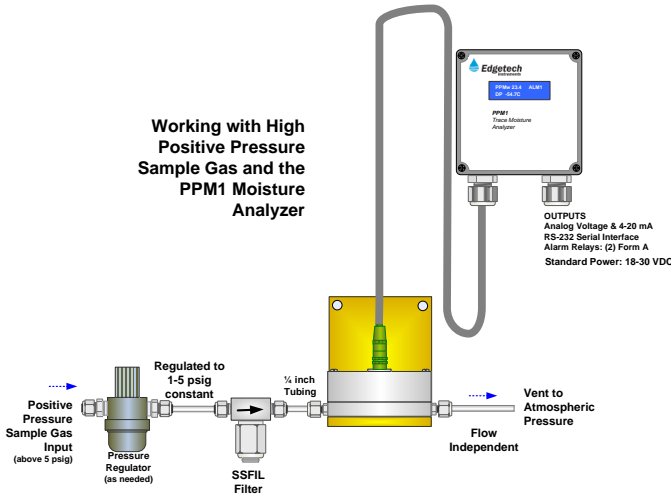 Edgetech
Instruments
PPMw 23.4 ALM1
DP -54.7C
PPM1
Trace Moisture
Analyzer
Working with High
Positive Pressure
Sample Gas and the
PPM1 Moisture
Analyzer
OUTPUTS
Analog Voltage & 4-20 mA
RS-232 Serial Interface
Alarm Relays: (2) Form A
Standard Power: 18-30 VDC
Regulated to
1-5 psig
constant
¼ inch
Tubing
Positive
Pressure
Sample Gas
Input
(above 5 psig)
Pressure
Regulator
(as needed)
SSFIL
Filter
Flow
Independent
Vent to
Atmospheric
Pressure